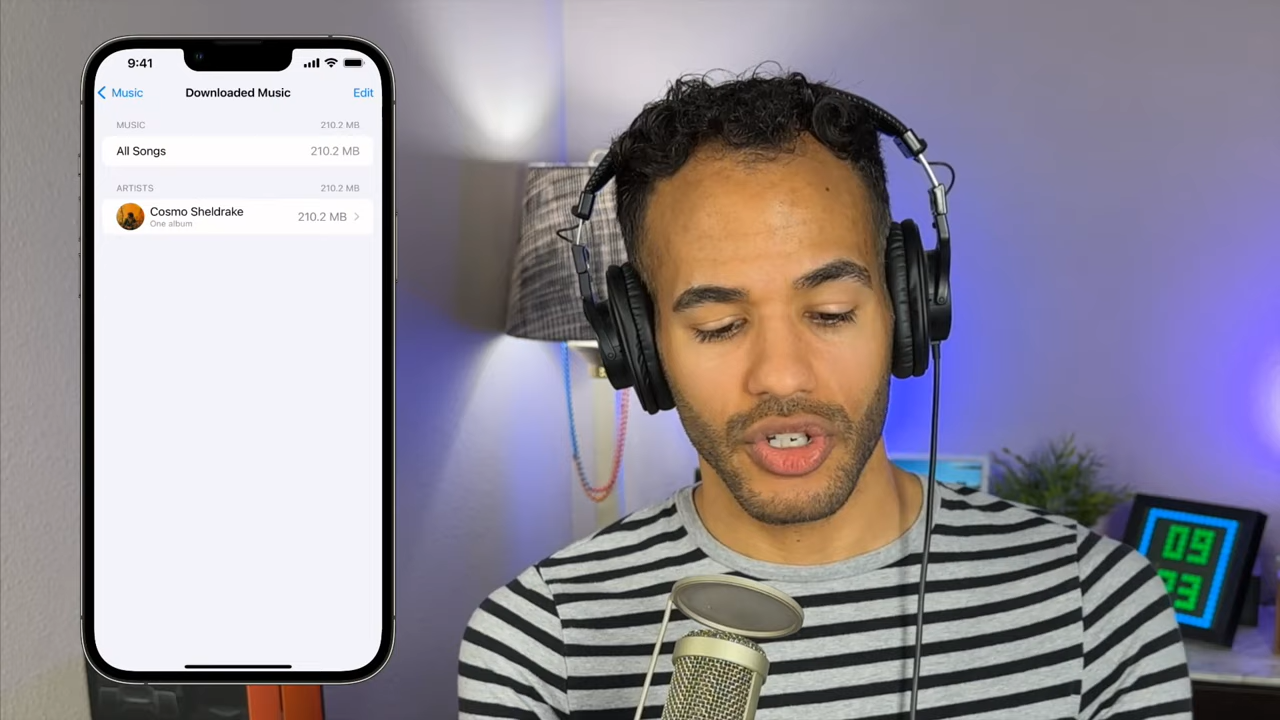 9:41
Music
Downloaded Music
Edit
MUSIC 210.2 MB
All Songs 210.2 MB
ARTISTS 210.2 MB
Cosmo Sheldrake 210.2 MB
One album
09